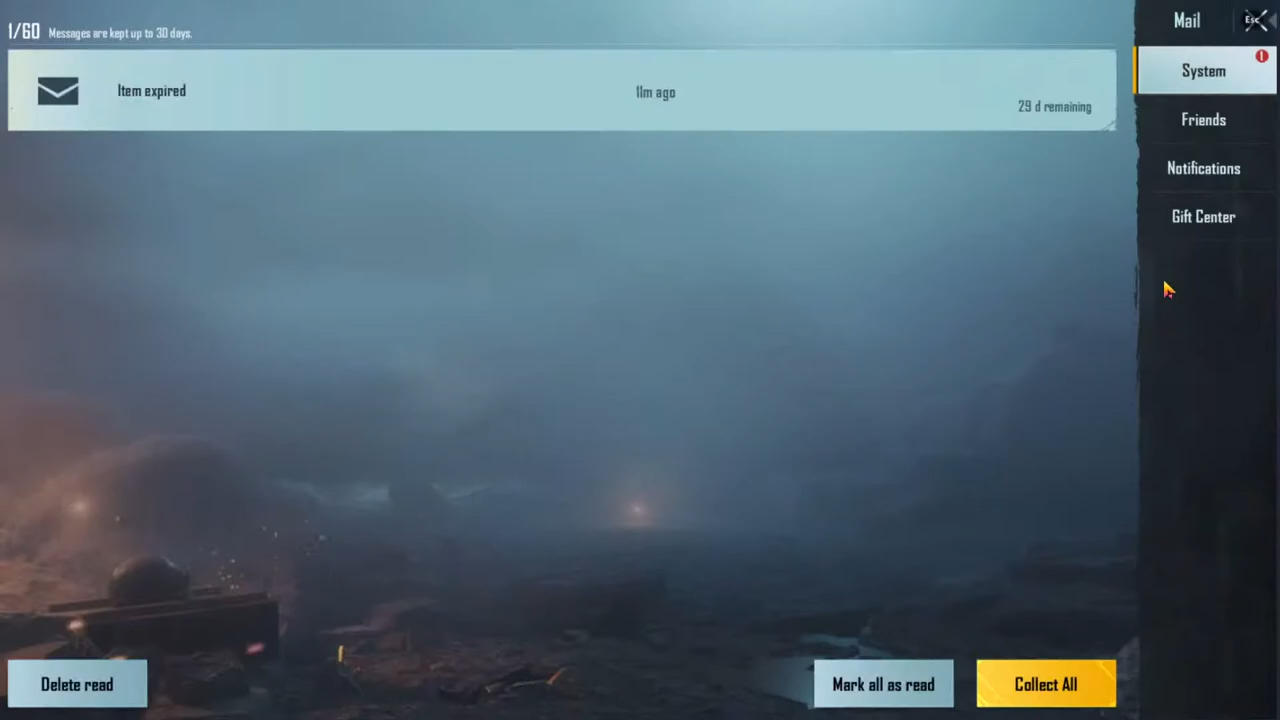 1/60 Messages are kept up to 30 days.
Mail
Esc
Item expired
11m ago
29 d remaining
System
!
Friends
Notifications
Gift Center
Delete read
Mark all as read
Collect All